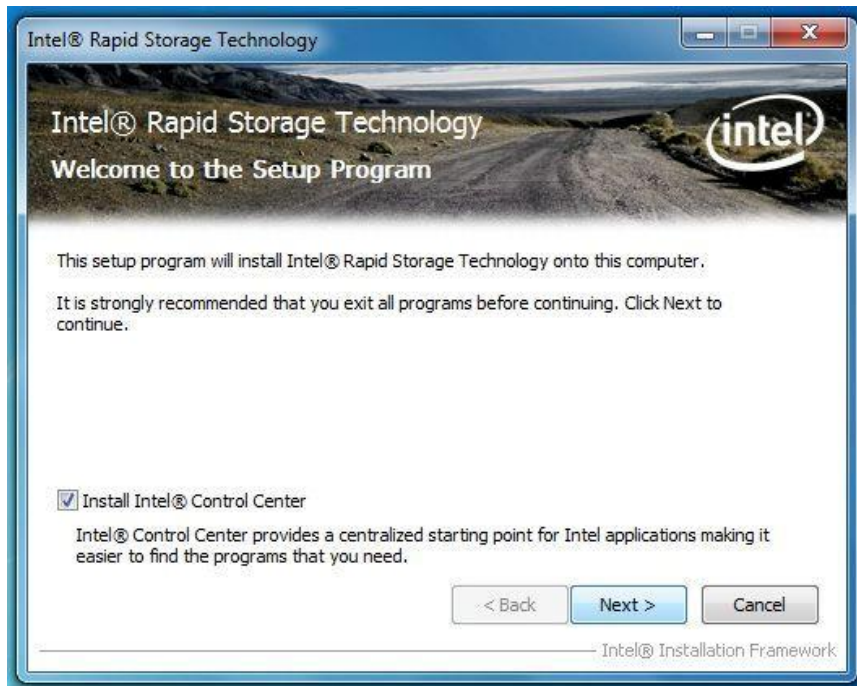 Intel® Rapid Storage Technology
Intel® Rapid Storage Technology
Welcome to the Setup Program
intel
This setup program will install Intel® Rapid Storage Technology onto this computer.
It is strongly recommended that you exit all programs before continuing. Click Next to
continue.
Install Intel® Control Center
Intel® Control Center provides a centralized starting point for Intel applications making it
easier to find the programs that you need.
< Back Next > Cancel
Intel® Installation Framework